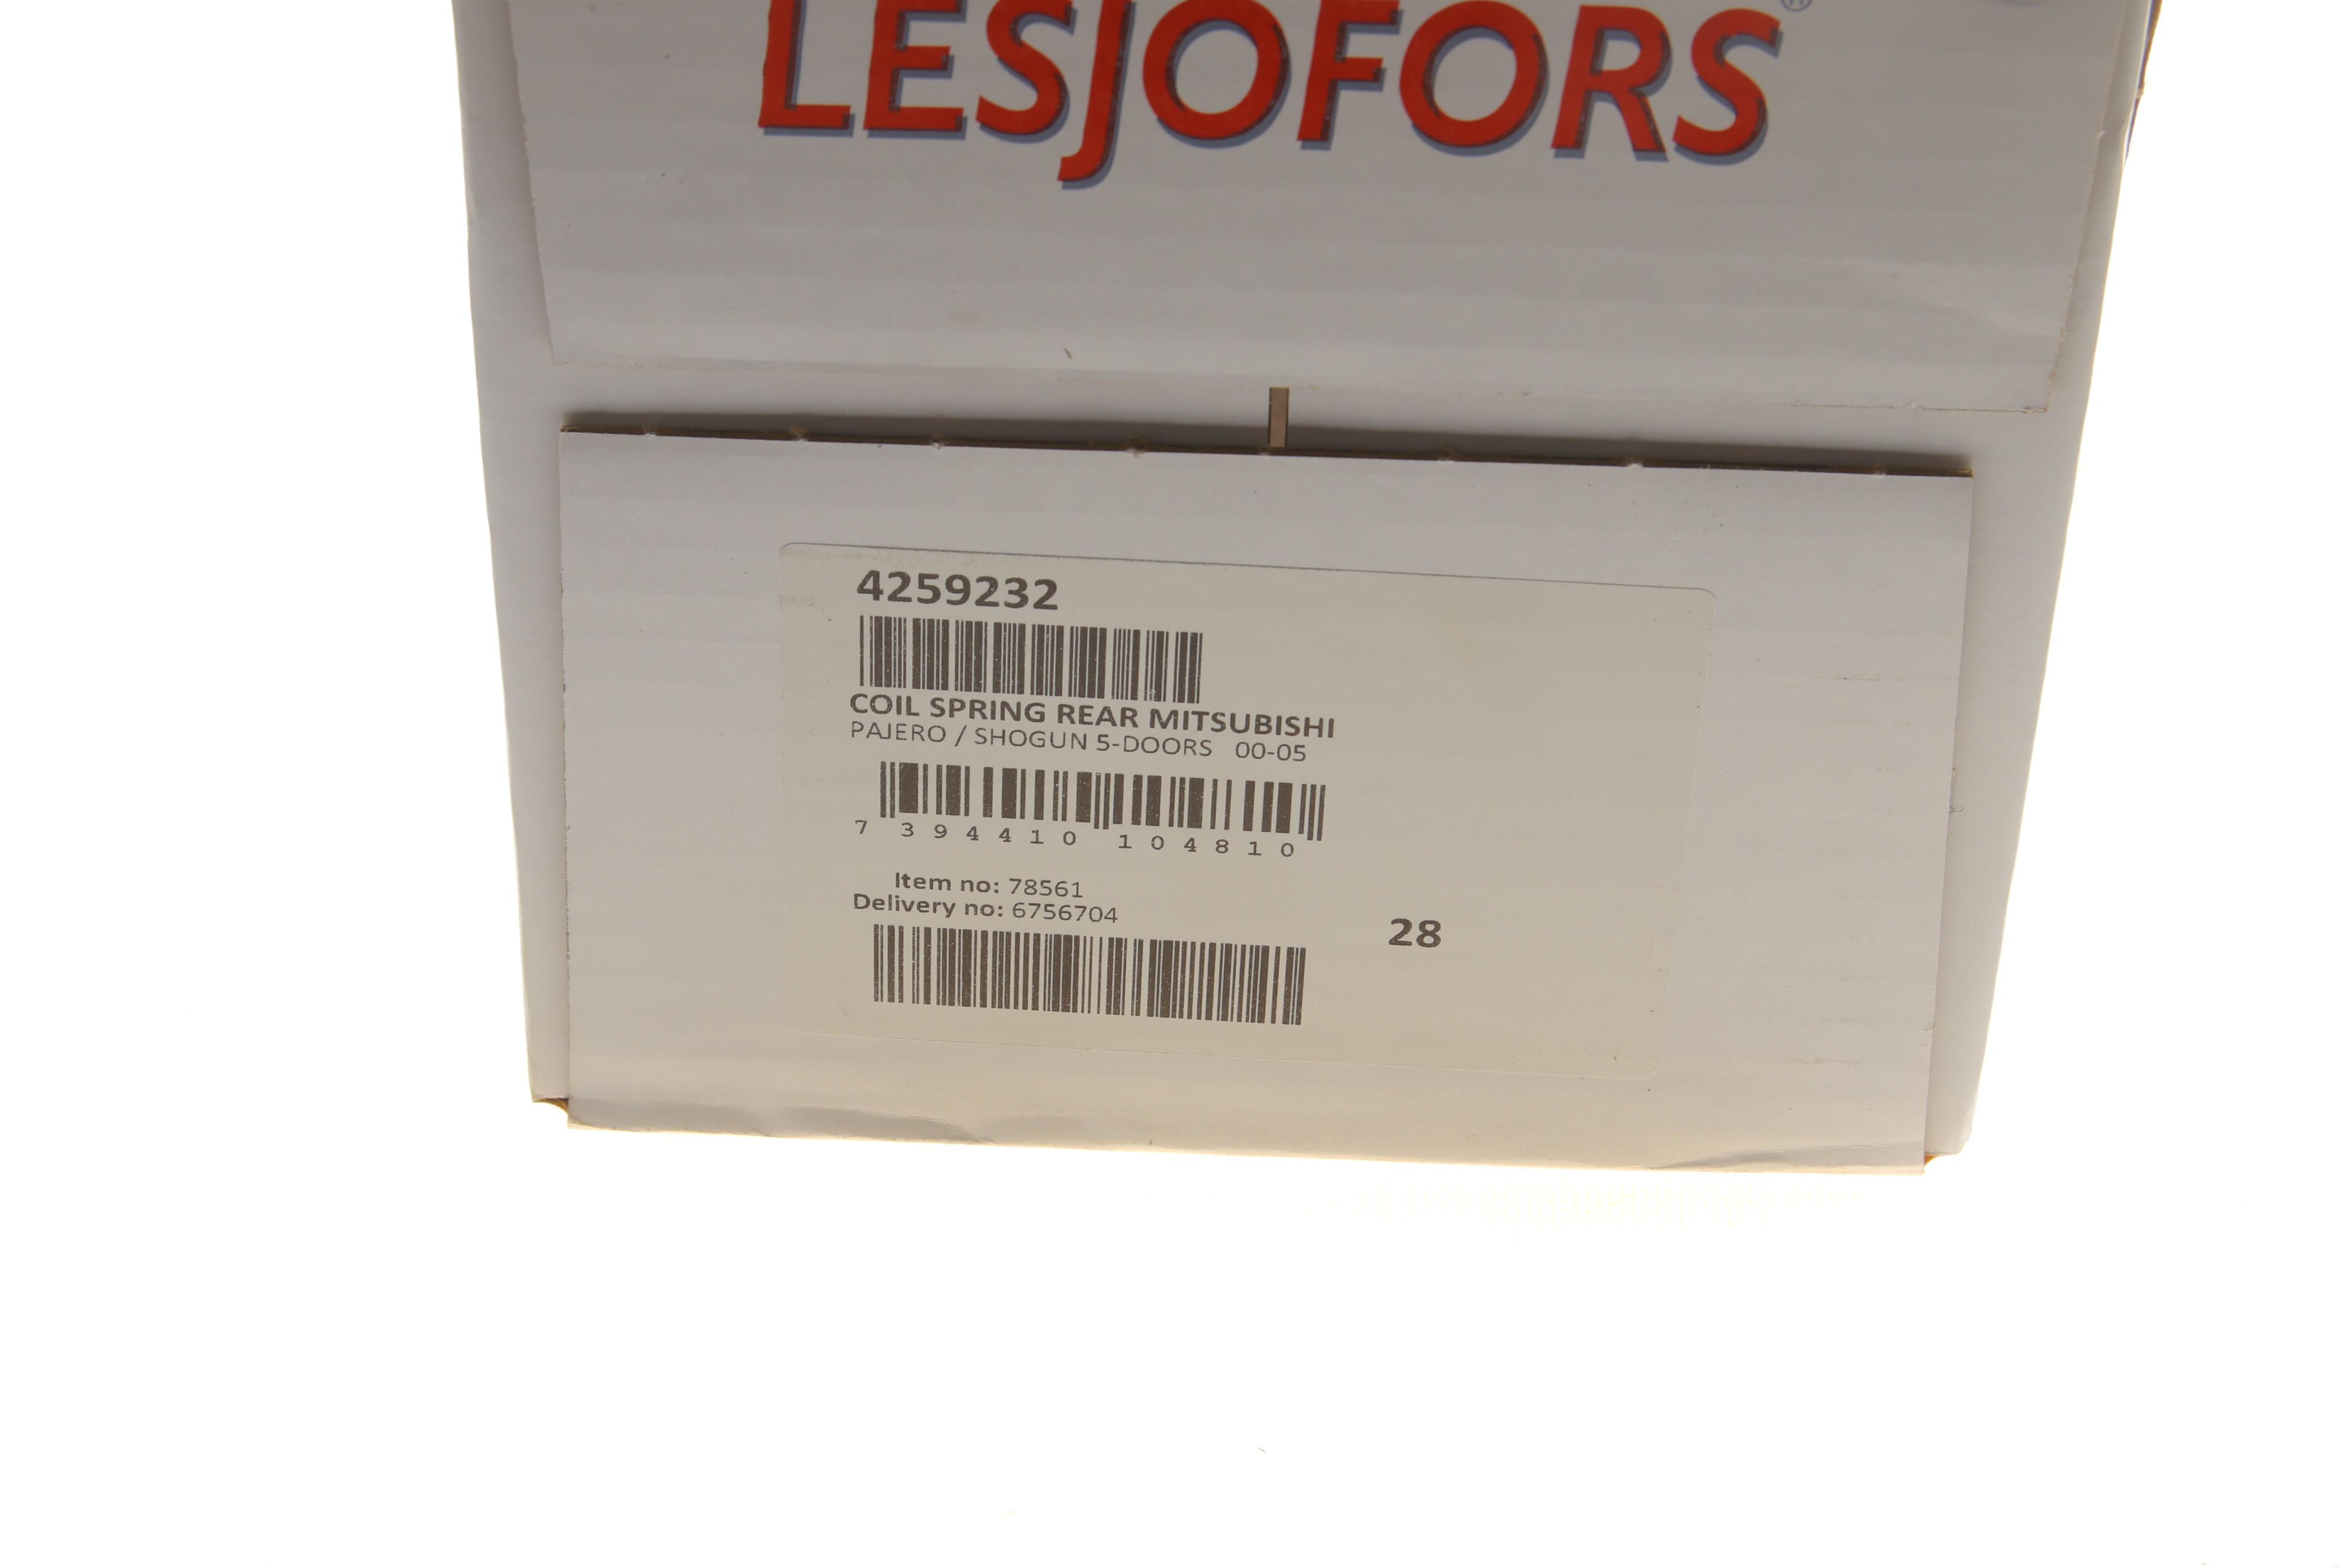 LESJOFORS®
4259232
COIL SPRING REAR MITSUBISHI
PAJERO / SHOGUN 5-DOORS 00-05
7 394410 104810
Item no: 78561
Delivery no: 6756704
28